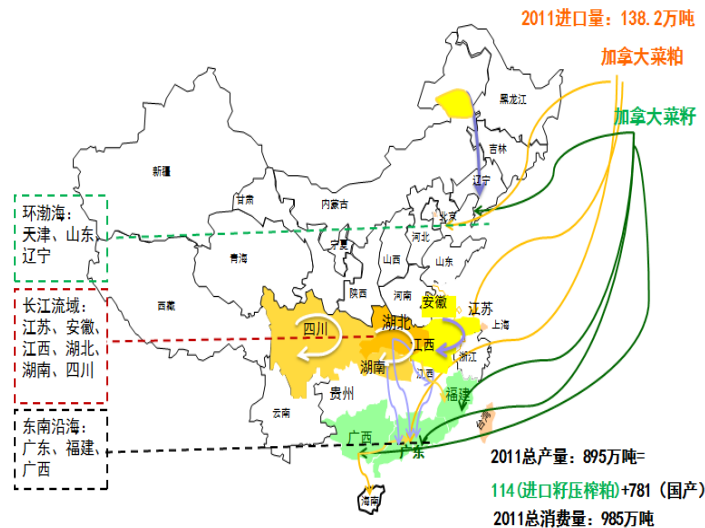 2011进口量：138.2万吨
加拿大菜粕
加拿大菜籽
黑龙江
吉林
辽宁
新疆
甘肃
内蒙古
北京
环渤海：
天津、山东、
辽宁
宁夏
河北
山西
山东
青海
陕西
河南
西藏
长江流域：
江苏、安徽、
江西、湖北、
湖南、四川
安徽
江苏
上海
四川
湖北
江西
浙江
湖南
江西
贵州
福建
云南
台湾
东南沿海：
广东、福建、
广西
广西
广东
海南
2011总产量：895万吨=
114(进口籽压榨粕)+781（国产）
2011总消费量：985万吨